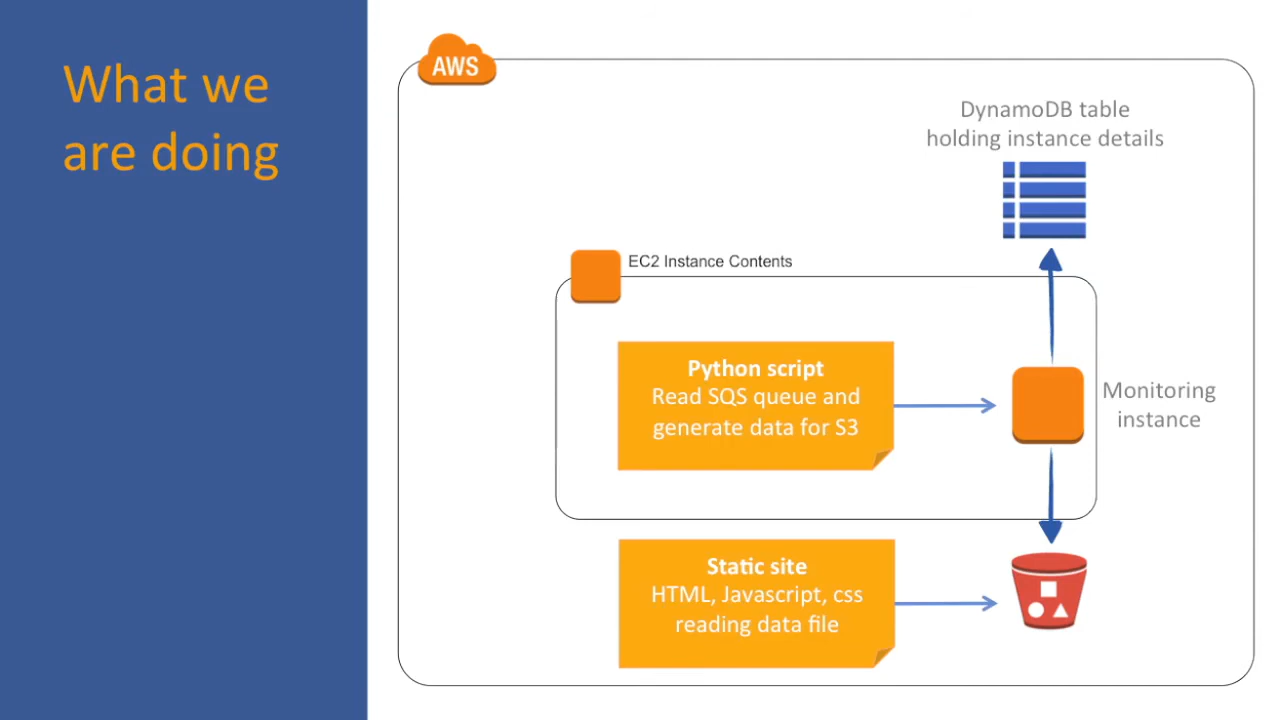 What we
are doing
AWS
DynamoDB table
holding instance details
EC2 Instance Contents
Python script
Read SQS queue and
generate data for S3
Monitoring
instance
Static site
HTML, Javascript, css
reading data file